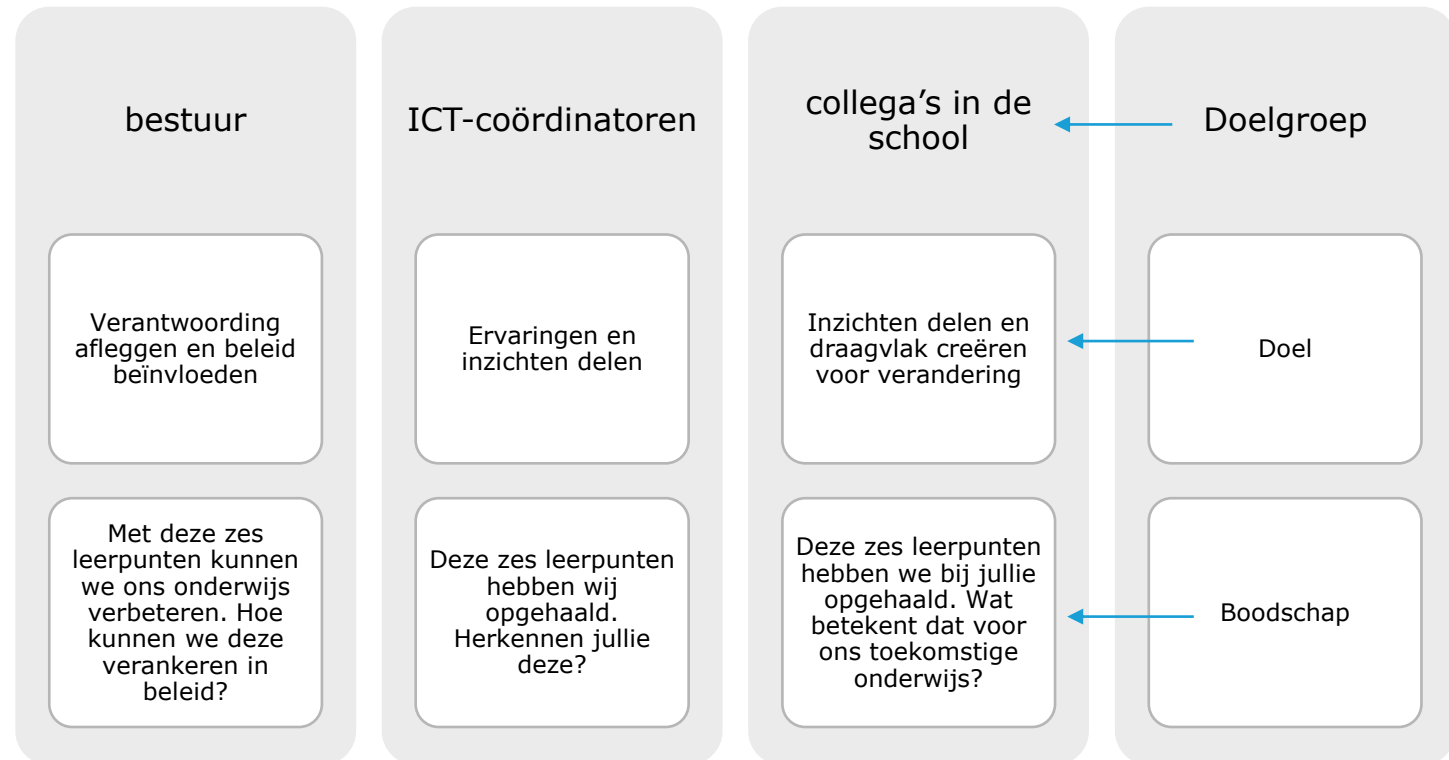 bestuur
Verantwoording
afleggen en beleid
beïnvloeden
Met deze zes
leerpunten kunnen
we ons onderwijs
verbeteren. Hoe
kunnen we deze
verankeren in
beleid?
ICT-coördinatoren
Ervaringen en
inzichten delen
Deze zes leerpunten
hebben wij
opgehaald.
Herkennen jullie
deze?
collega’s in de
school
Inzichten delen en
draagvlak creëren
voor verandering
Deze zes leerpunten
hebben we bij jullie
opgehaald. Wat
betekent dat voor
ons toekomstige
onderwijs?
Doelgroep
Doel
Boodschap